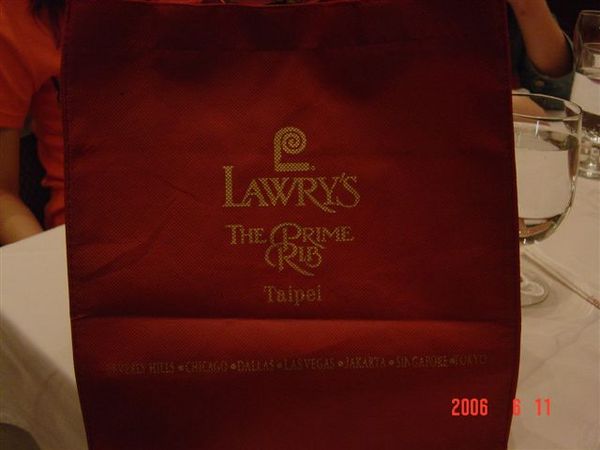 LAWRY'S
THE PRIME
RIB
Taipei
BEVERLY HILLS • CHICAGO • DALLAS • LAS VEGAS • JAKARTA • SINGAPORE • TOKYO
2006 6 11